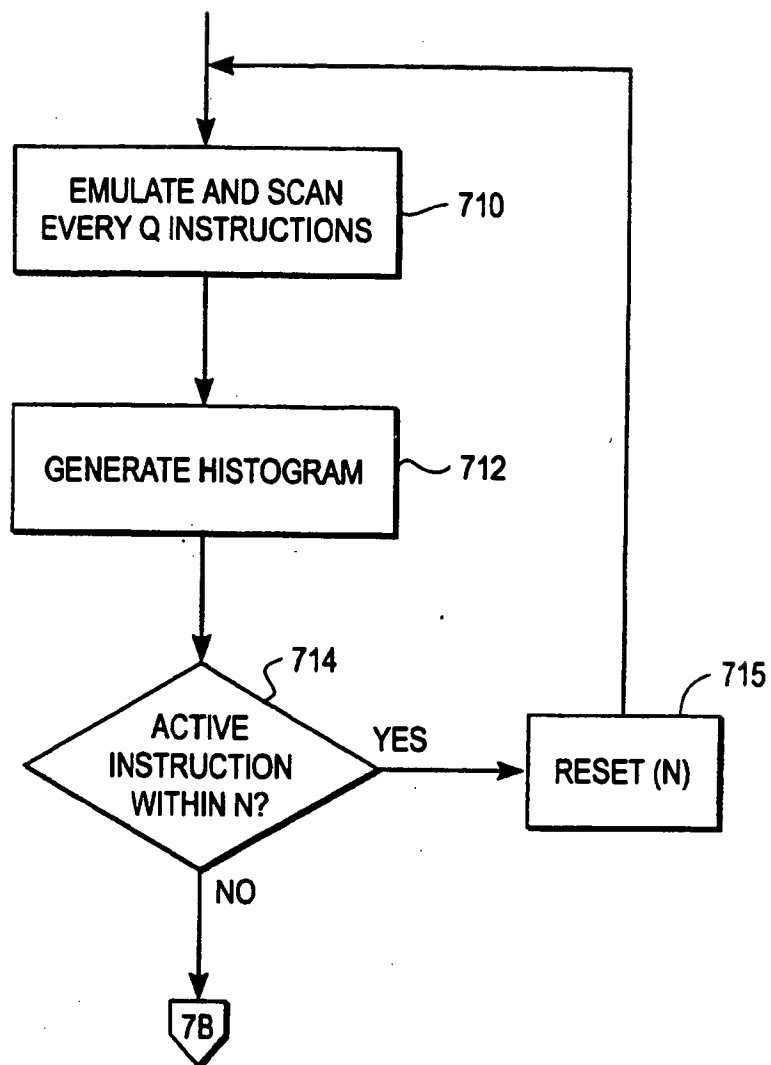 EMULATE AND SCAN
EVERY Q INSTRUCTIONS
710
GENERATE HISTOGRAM
712
714
ACTIVE
INSTRUCTION
WITHIN N?
YES
715
RESET (N)
NO
7B